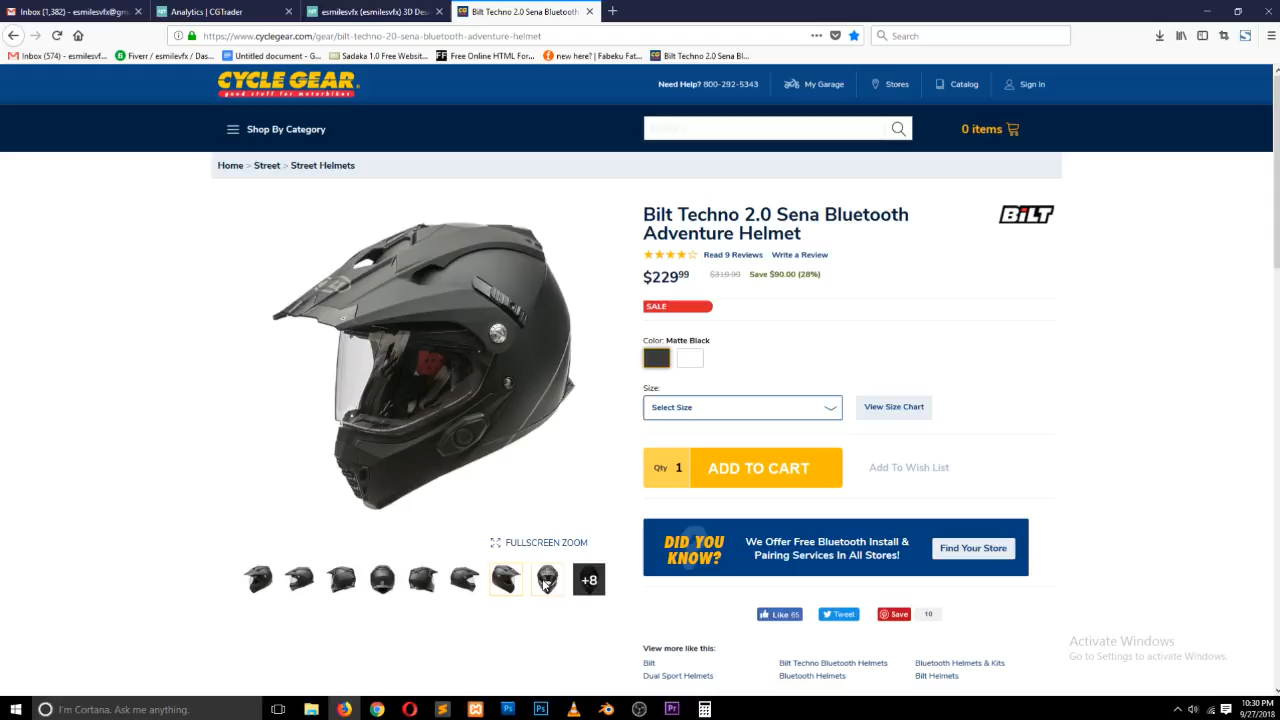 Inbox (1,382) - esmilesvfx@gm
Analytics | CGTrader
esmilesvfx (esmilesvfx) 3D Des
Bilt Techno 2.0 Sena Bluetooth
https://www.cyclegear.com/gear/bilt-techno-20-sena-bluetooth-adventure-helmet
Search
Inbox (574) - esmilesvf...
Fiverr / esmilesvfx / Das...
Untitled document - G...
Sadaka 1.0 Free Websit...
Free Online HTML For...
new here? | Fabeku Fat...
Bilt Techno 2.0 Sena Bl...
CYCLE GEAR
good stuff for motorbikes
Need Help? 800-292-5343
My Garage
Stores
Catalog
Sign In
Shop By Category
0 items
Home > Street > Street Helmets
Bilt Techno 2.0 Sena Bluetooth
Adventure Helmet
BiLT
Read 9 Reviews
Write a Review
$229.99
$319.99
Save $90.00 (28%)
SALE
Color: Matte Black
Size:
Select Size
View Size Chart
Qty 1
ADD TO CART
Add To Wish List
FULLSCREEN ZOOM
+8
DID YOU
KNOW?
We Offer Free Bluetooth Install &
Pairing Services In All Stores!
Find Your Store
Like 65
Tweet
Save
10
View more like this:
Bilt
Bilt Techno Bluetooth Helmets
Bluetooth Helmets & Kits
Dual Sport Helmets
Bluetooth Helmets
Bilt Helmets
Activate Windows
Go to Settings to activate Windows.
I'm Cortana. Ask me anything.
10:30 PM
9/27/2018